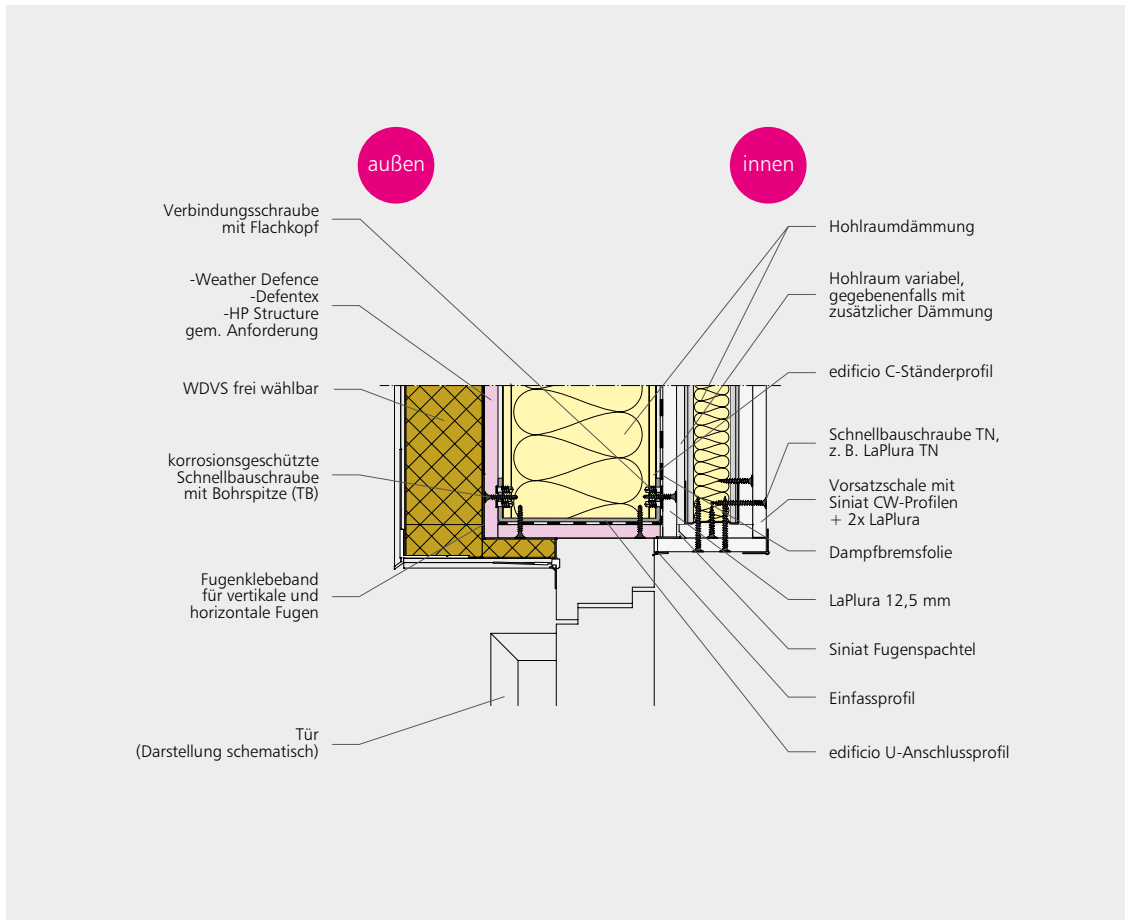 außen
innen
Verbindungsschraube
mit Flachkopf
-Weather Defence
-Defentex
-HP Structure
gem. Anforderung
WDVS frei wählbar
korrosionsgeschützte
Schnellbauschraube
mit Bohrspitze (TB)
Fugenklebeband
für vertikale und
horizontale Fugen
Tür
(Darstellung schematisch)
Hohlraumdämmung
Hohlraum variabel,
gegebenenfalls mit
zusätzlicher Dämmung
edificio C-Ständerprofil
Schnellbauschraube TN,
z. B. LaPlura TN
Vorsatzschale mit
Siniat CW-Profilen
+ 2x LaPlura
Dampfbremsfolie
LaPlura 12,5 mm
Siniat Fugenspachtel
Einfassprofil
edificio U-Anschlussprofil